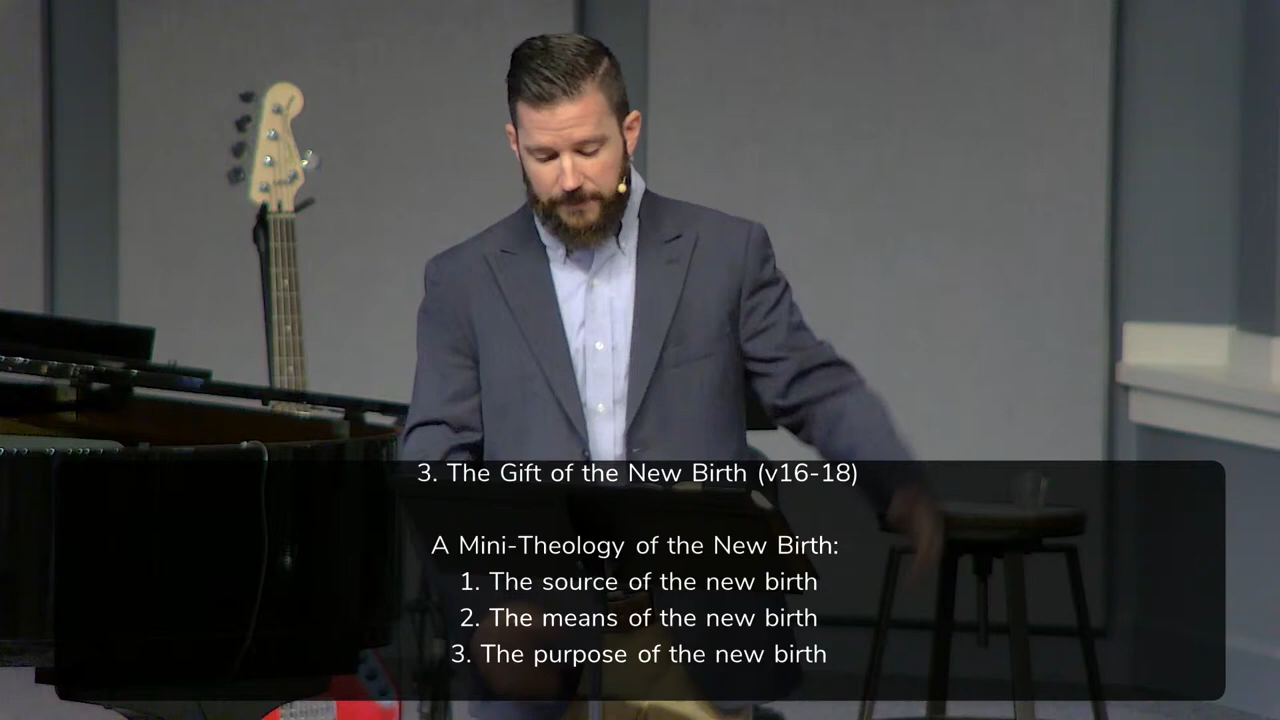 3. The Gift of the New Birth (v16-18)
A Mini-Theology of the New Birth:
1. The source of the new birth
2. The means of the new birth
3. The purpose of the new birth